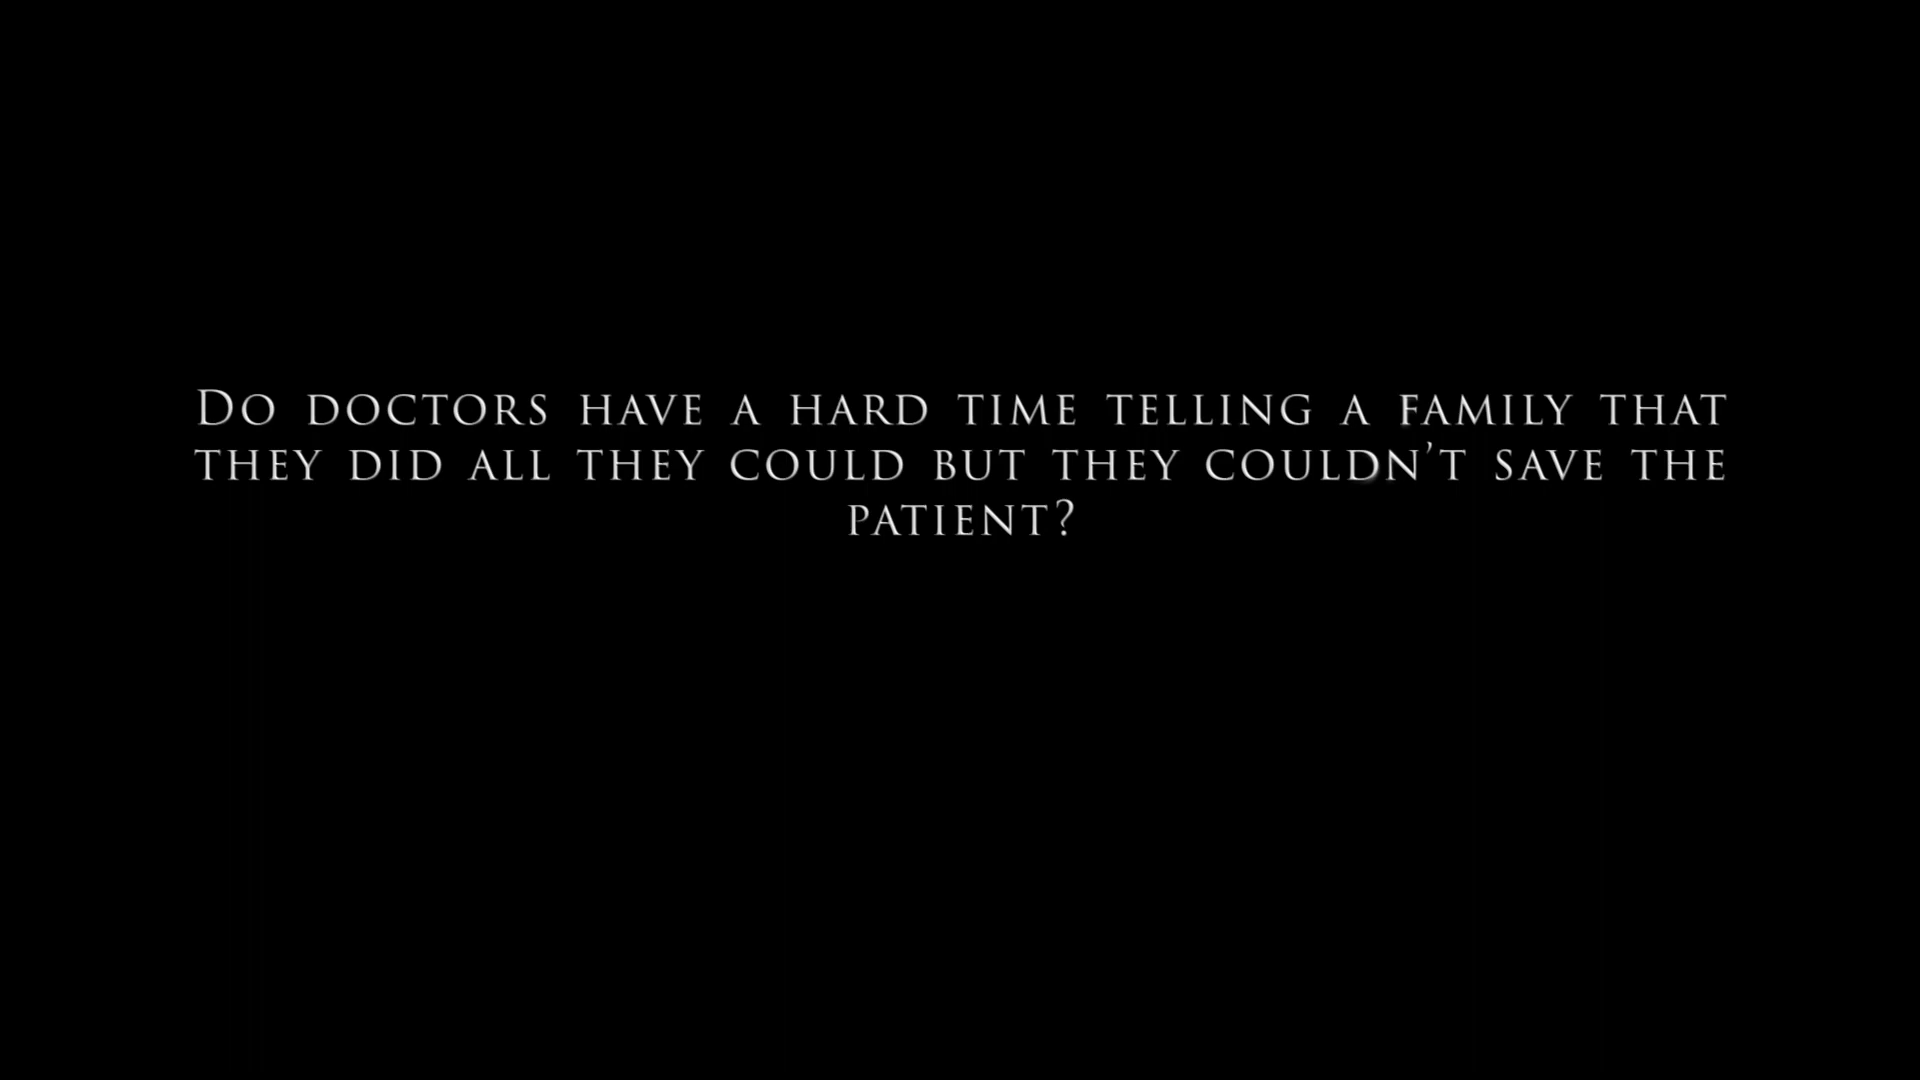 Do doctors have a hard time telling a family that
they did all they could but they couldn't save the
patient?